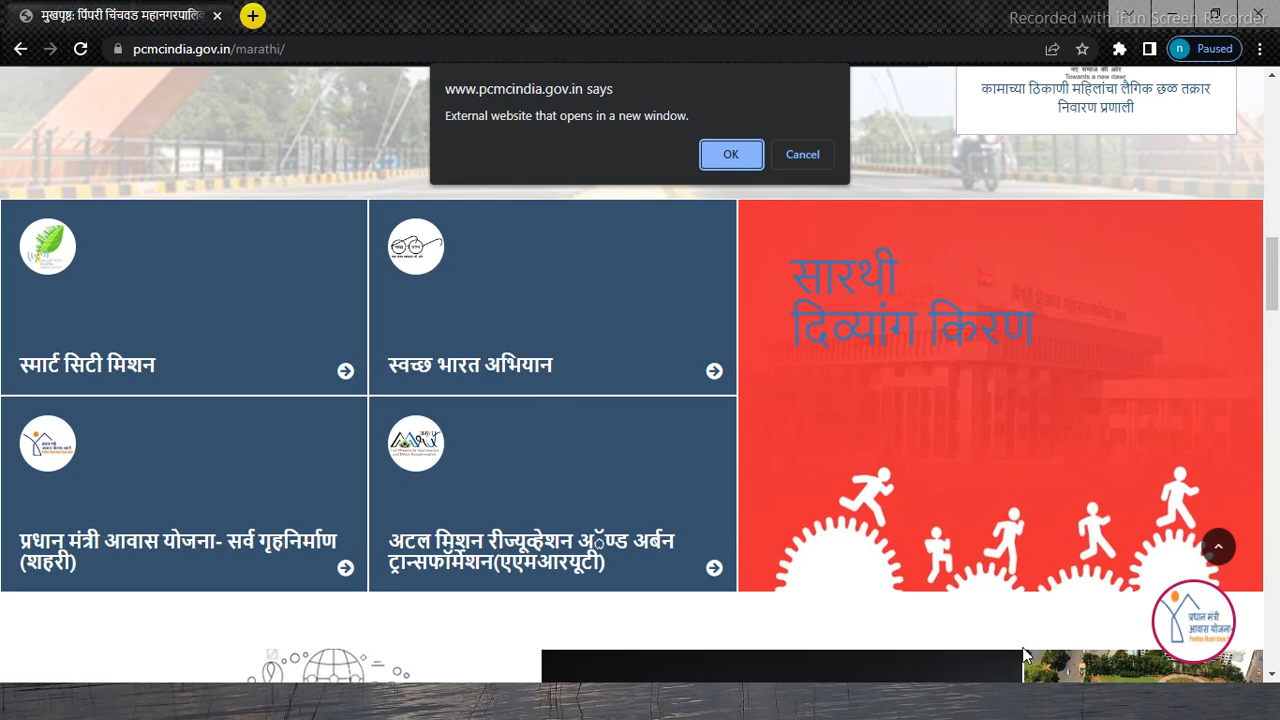 Recorded with iFun Screen Recorder
मुखपृष्ठ: पिंपरी चिंचवड महानगरपालिक
pcmcindia.gov.in/marathi/
n Paused
www.pcmcindia.gov.in says
External website that opens in a new window.
OK
Cancel
नए समाज की ओर
Towards a new dawn
कामाच्या ठिकाणी महिलांचा लैगिक छळ तक्रार
निवारण प्रणाली
सारथी
दिव्यांग किरण
स्मार्ट सिटी मिशन
स्वच्छ भारत अभियान
प्रधान मंत्री आवास योजना- सर्व गृहनिर्माण
(शहरी)
अटल मिशन रीज्यूव्हेशन अॅण्ड अर्बन
ट्रान्सफॉर्मेशन(एएमआरयूटी)
प्रधान मंत्री
आवास योजना-